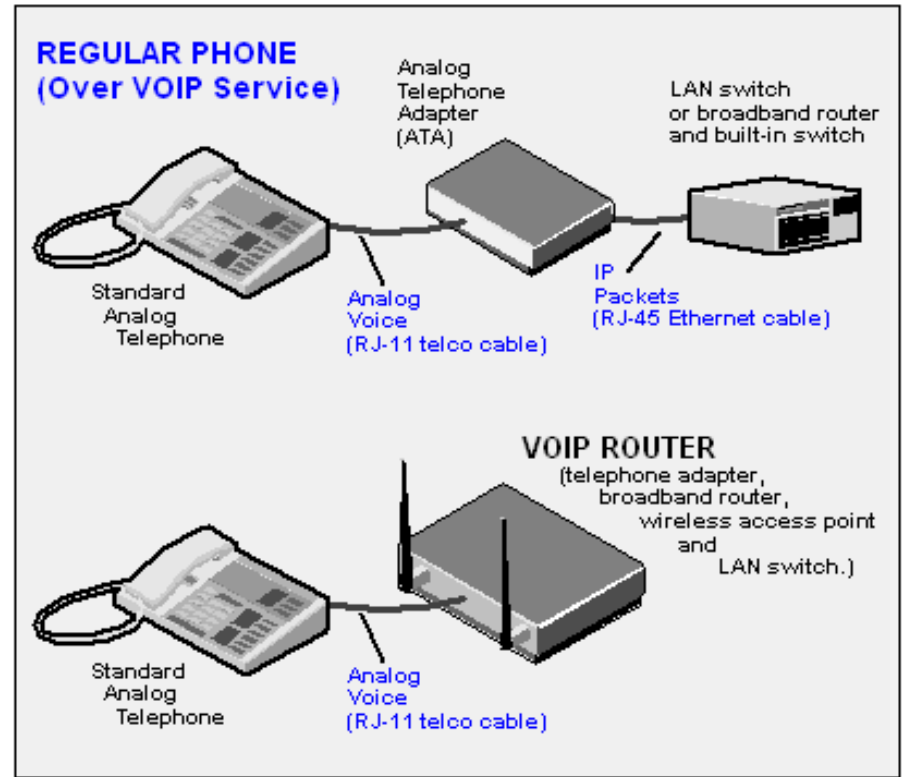 REGULAR PHONE
(Over VOIP Service)
Analog
Telephone
Adapter
(ATA)
LAN switch
or broadband router
and built-in switch
Standard
Analog
Telephone
Analog
Voice
(RJ-11 telco cable)
IP
Packets
(RJ-45 Ethernet cable)
VOIP ROUTER
(telephone adapter,
broadband router,
wireless access point
and
LAN switch.)
Standard
Analog
Telephone
Analog
Voice
(RJ-11 telco cable)